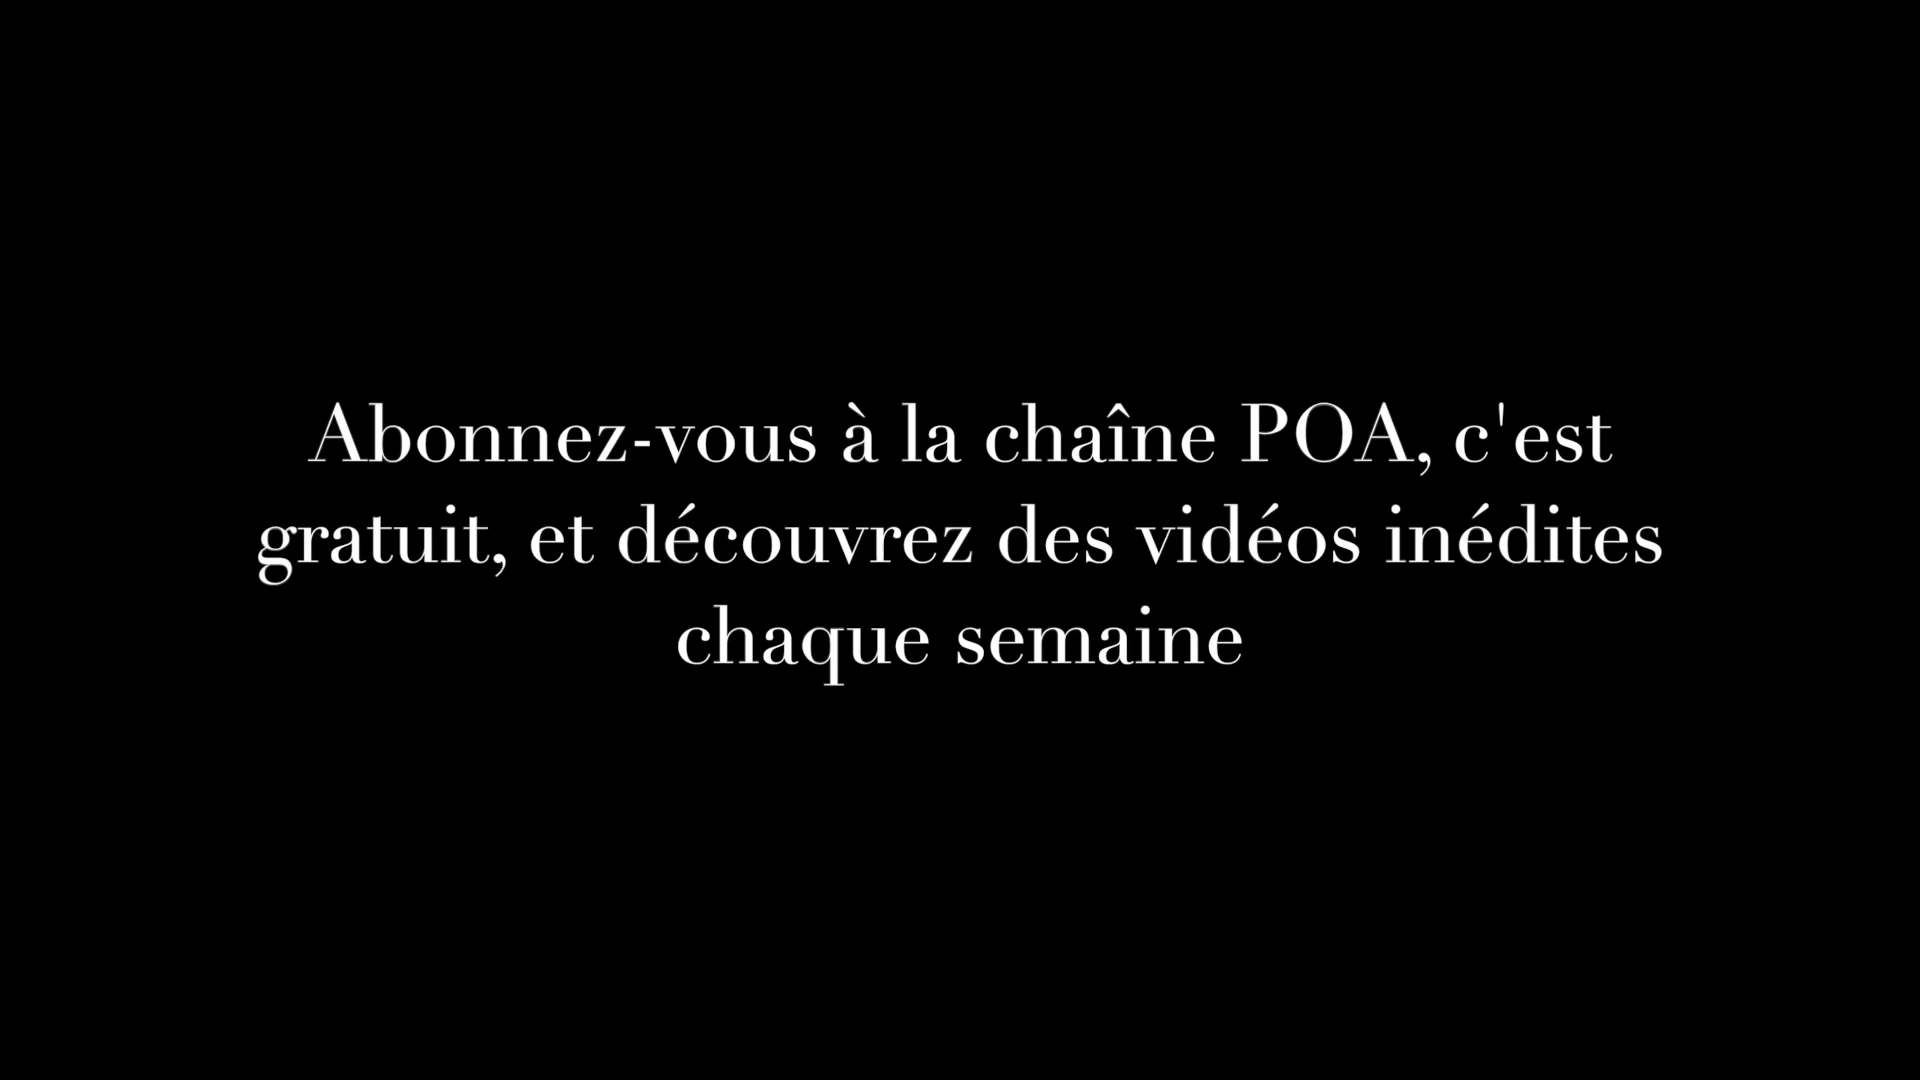 Abonnez-vous à la chaîne POA, c'est
gratuit, et découvrez des vidéos inédites
chaque semaine